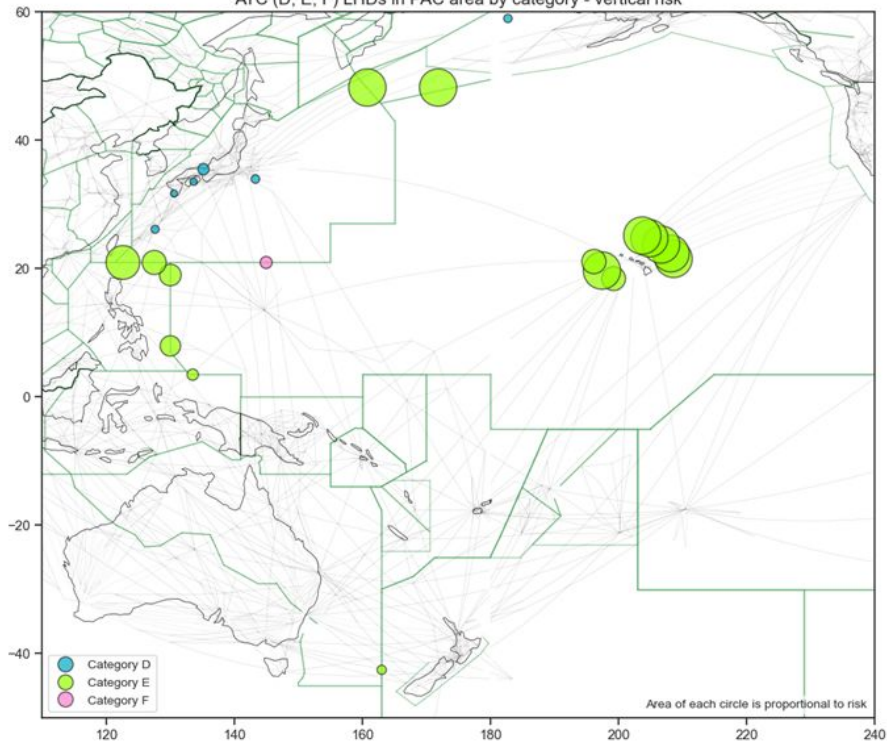 ATC (D, E, F) LHDs in PAC area by category - vertical risk
60
40
20
0
−20
−40
Category D
Category E
Category F
Area of each circle is proportional to risk
120 140 160 180 200 220 240